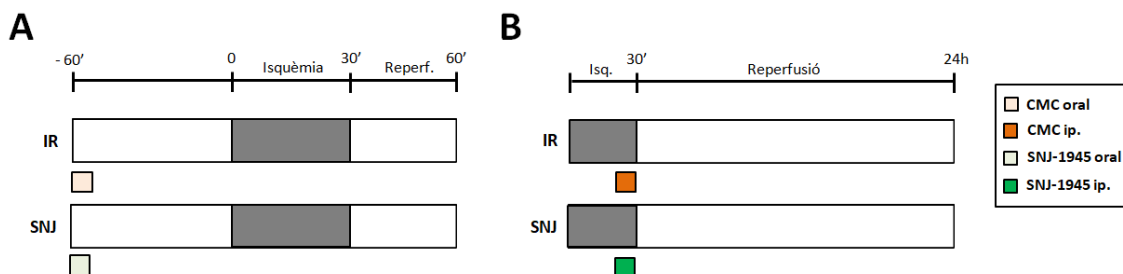 A
- 60'
0
30'
60'
Isquèmia
Reperf.
IR
SNJ
B
30'
24h
Isq.
Reperfusió
IR
SNJ
CMC oral
CMC ip.
SNJ-1945 oral
SNJ-1945 ip.